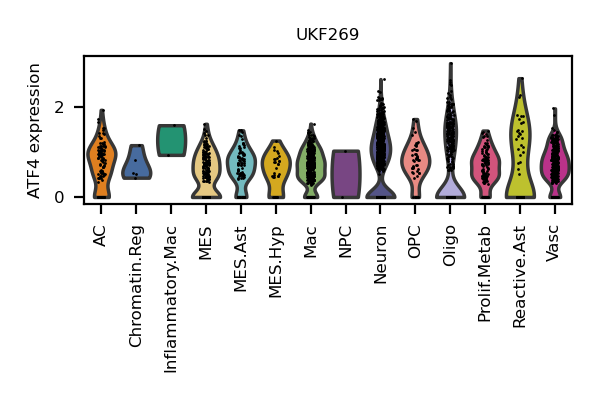 UKF269
ATF4 expression
2
0
AC
Chromatin.Reg
Inflammatory.Mac
MES
MES.Ast
MES.Hyp
Mac
NPC
Neuron
OPC
Oligo
Prolif.Metab
Reactive.Ast
Vasc